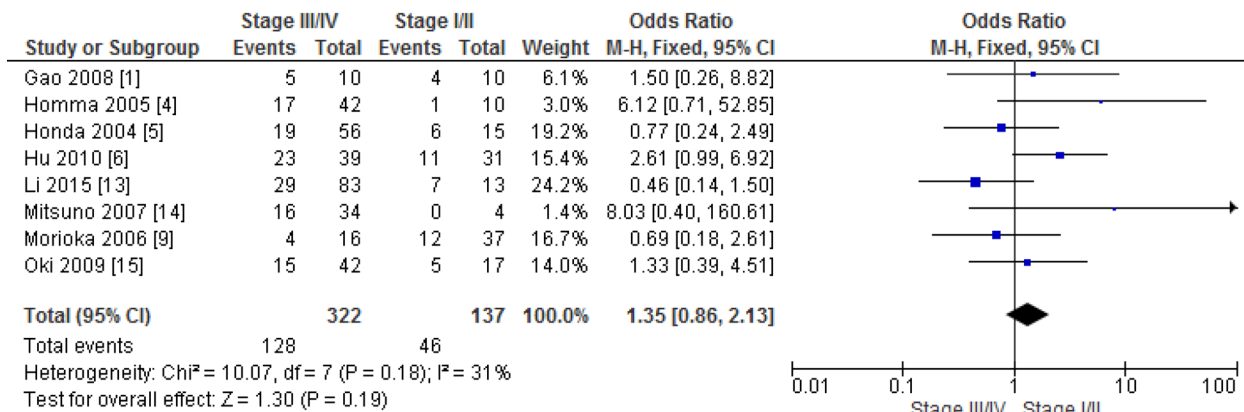 Stage III/IV Stage I/II Odds Ratio Odds Ratio
Study or Subgroup Events Total Events Total Weight M-H, Fixed, 95% CI M-H, Fixed, 95% CI
Gao 2008 [1] 5 10 4 10 6.1% 1.50 [0.26, 8.82]
Homma 2005 [4] 17 42 1 10 3.0% 6.12 [0.71, 52.85]
Honda 2004 [5] 19 56 6 15 19.2% 0.77 [0.24, 2.49]
Hu 2010 [6] 23 39 11 31 15.4% 2.61 [0.99, 6.92]
Li 2015 [13] 29 83 7 13 24.2% 0.46 [0.14, 1.50]
Mitsuno 2007 [14] 16 34 0 4 1.4% 8.03 [0.40, 160.61]
Morioka 2006 [9] 4 16 12 37 16.7% 0.69 [0.18, 2.61]
Oki 2009 [15] 15 42 5 17 14.0% 1.33 [0.39, 4.51]
Total (95% CI) 322 137 100.0% 1.35 [0.86, 2.13]
Total events 128 46
Heterogeneity: Chi² = 10.07, df = 7 (P = 0.18); I² = 31%
Test for overall effect: Z = 1.30 (P = 0.19)
0.01 0.1 1 10 100
Stage III/IV Stage I/II